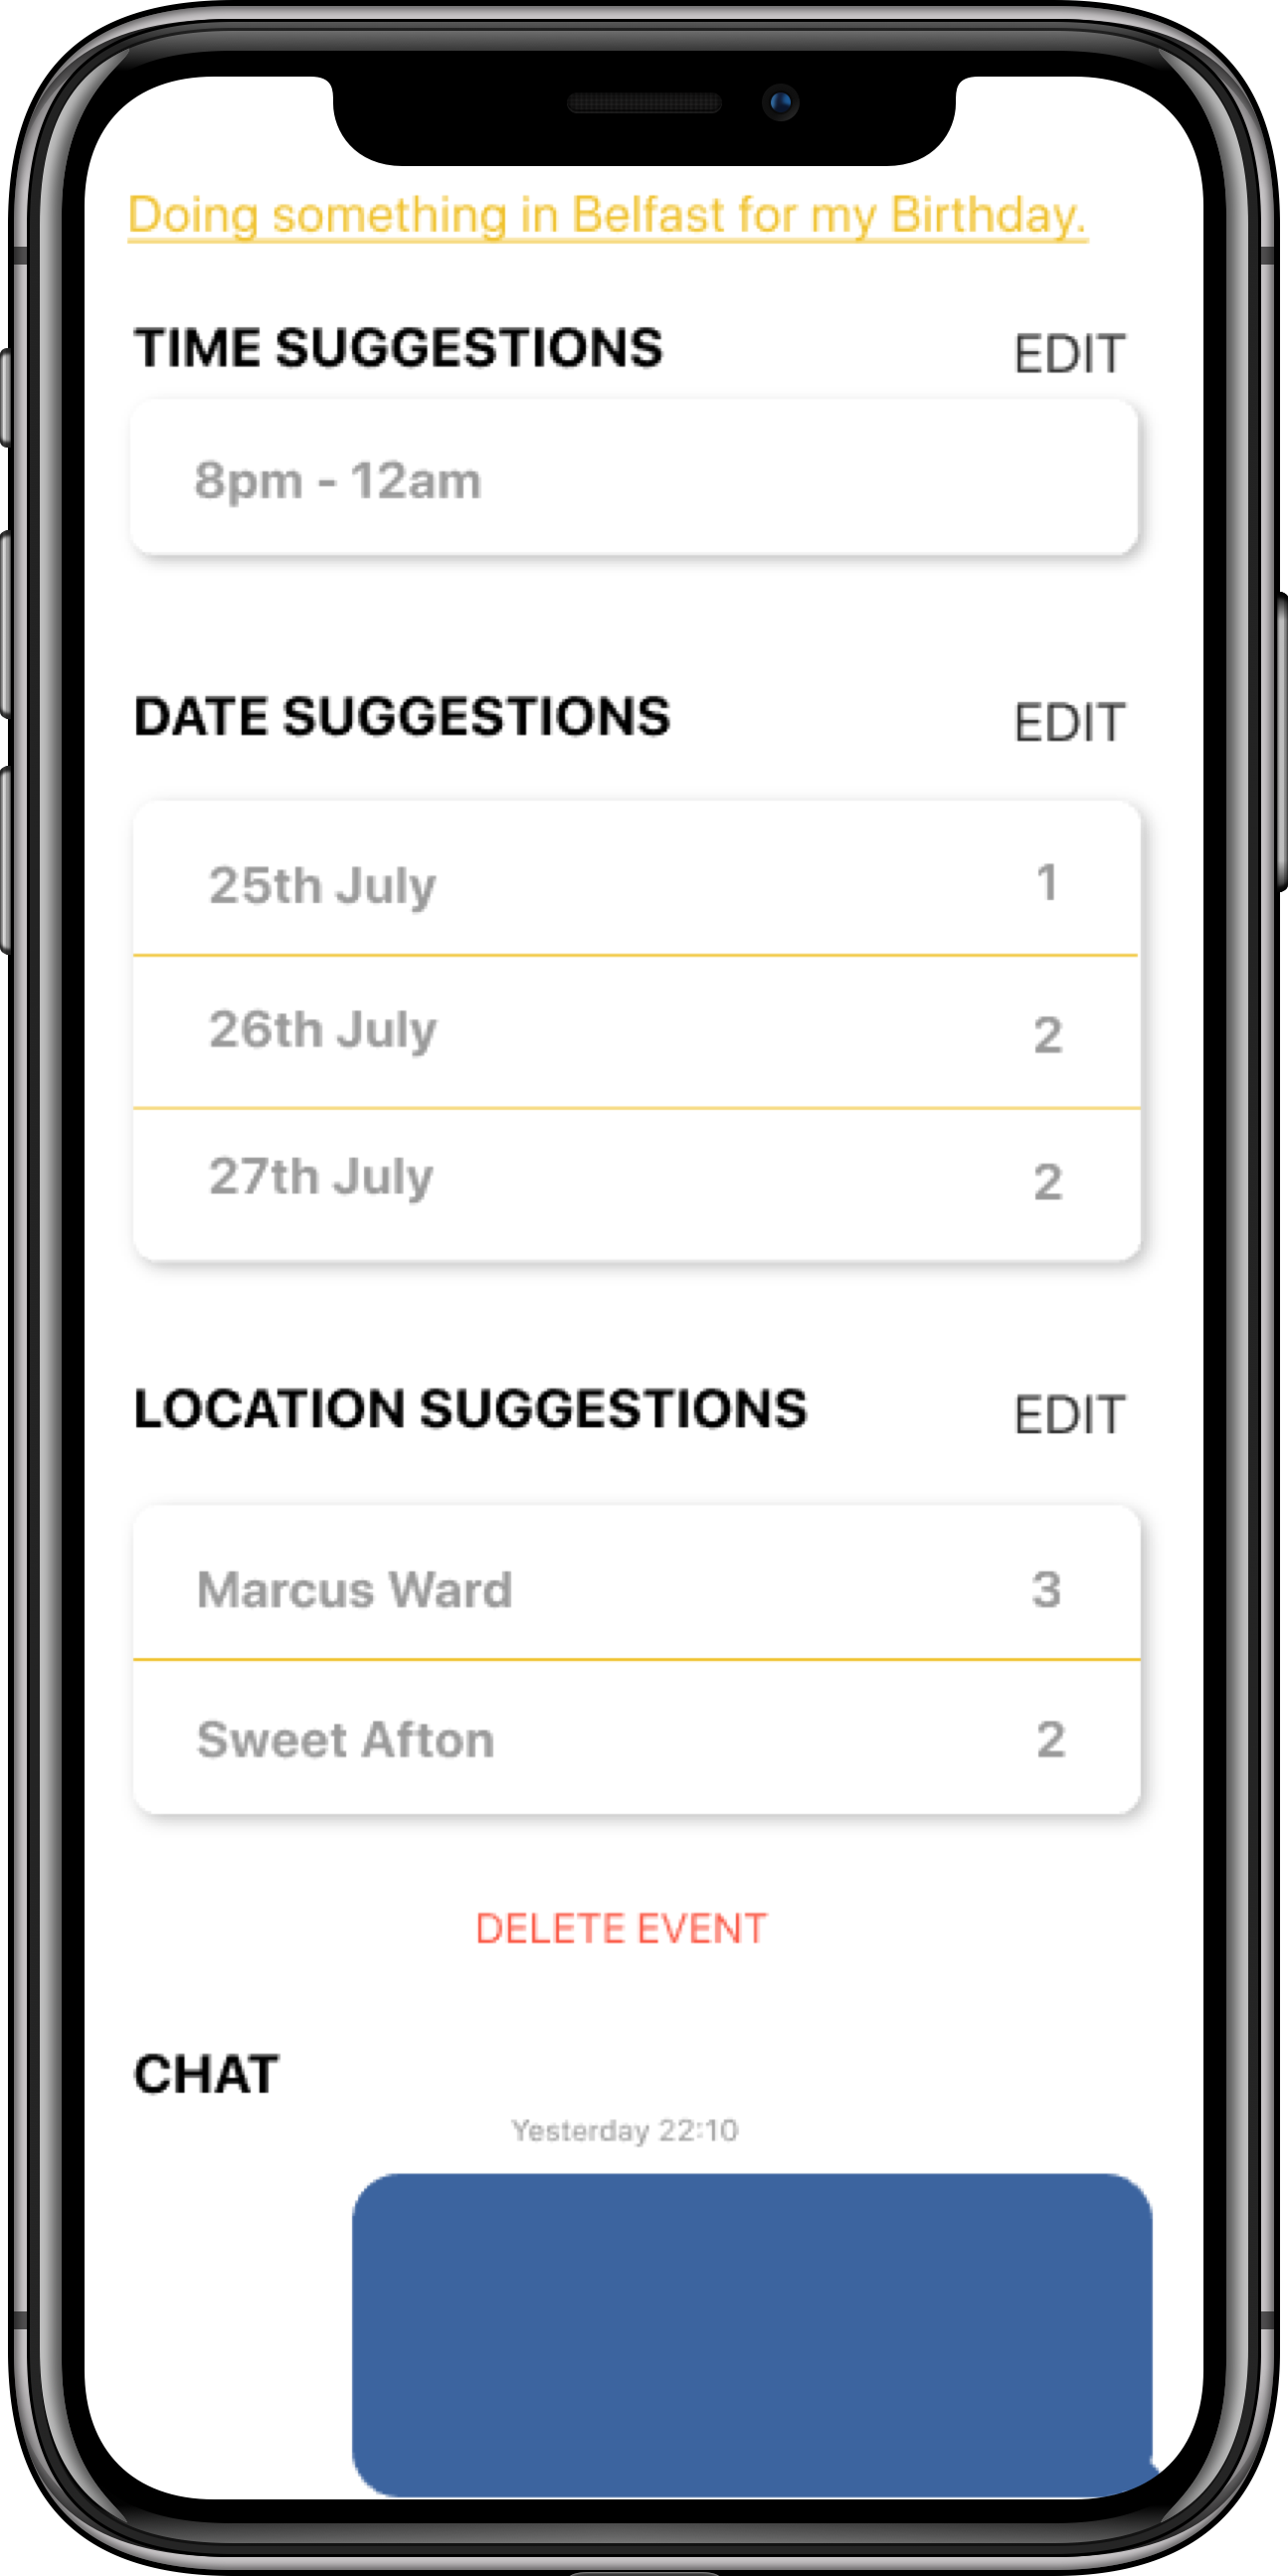 Doing something in Belfast for my Birthday.
TIME SUGGESTIONS EDIT
8pm - 12am
DATE SUGGESTIONS EDIT
25th July 1
26th July 2
27th July 2
LOCATION SUGGESTIONS EDIT
Marcus Ward 3
Sweet Afton 2
DELETE EVENT
CHAT
Yesterday 22:10